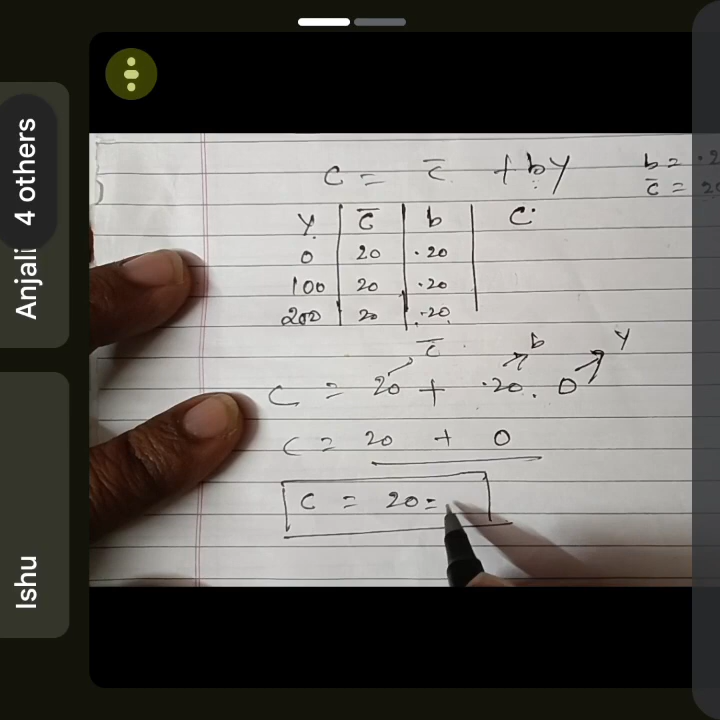 Anjali 4 others
Ishu
C = c̄ + bY
b = .2
c̄ = 20
Y | c̄ | b | C
0 | 20 | .20
100 | 20 | .20
200 | 20 | .20
c̄ b Y
C = 20 + .20 . 0
C = 20 + 0
C = 20 =